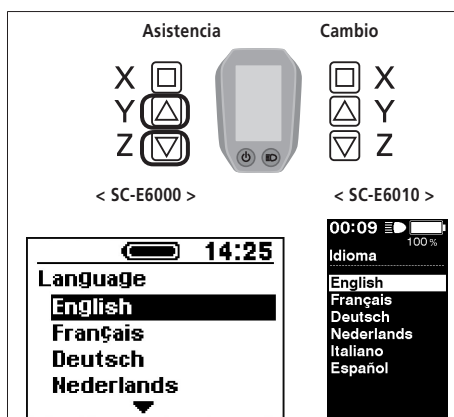 Asistencia Cambio
X X
Y Y
Z Z
< SC-E6000 > < SC-E6010 >
14:25
Language
English
Français
Deutsch
Nederlands
00:09
100 %
Idioma
English
Français
Deutsch
Nederlands
Italiano
Español